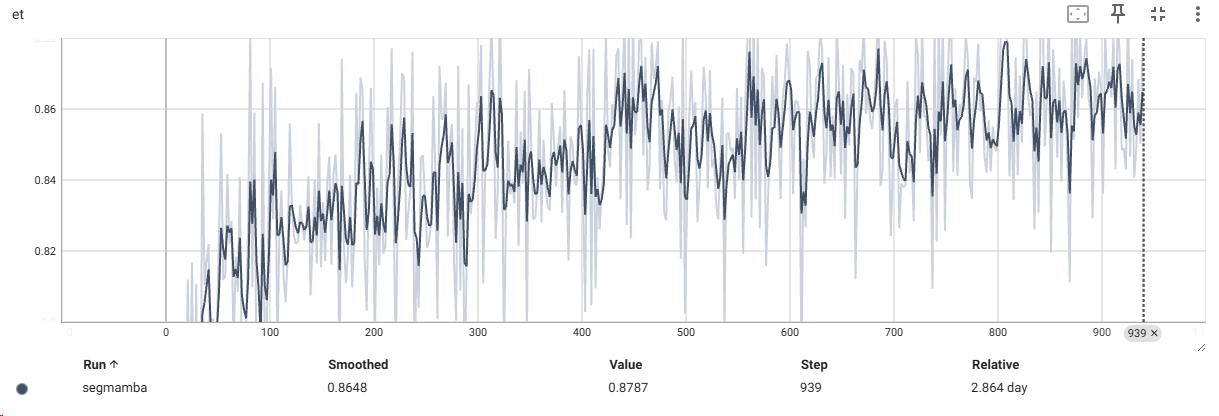 et
0.86
0.84
0.82
0 100 200 300 400 500 600 700 800 900 939 ×
Run ↑ Smoothed Value Step Relative
segmamba 0.8648 0.8787 939 2.864 day